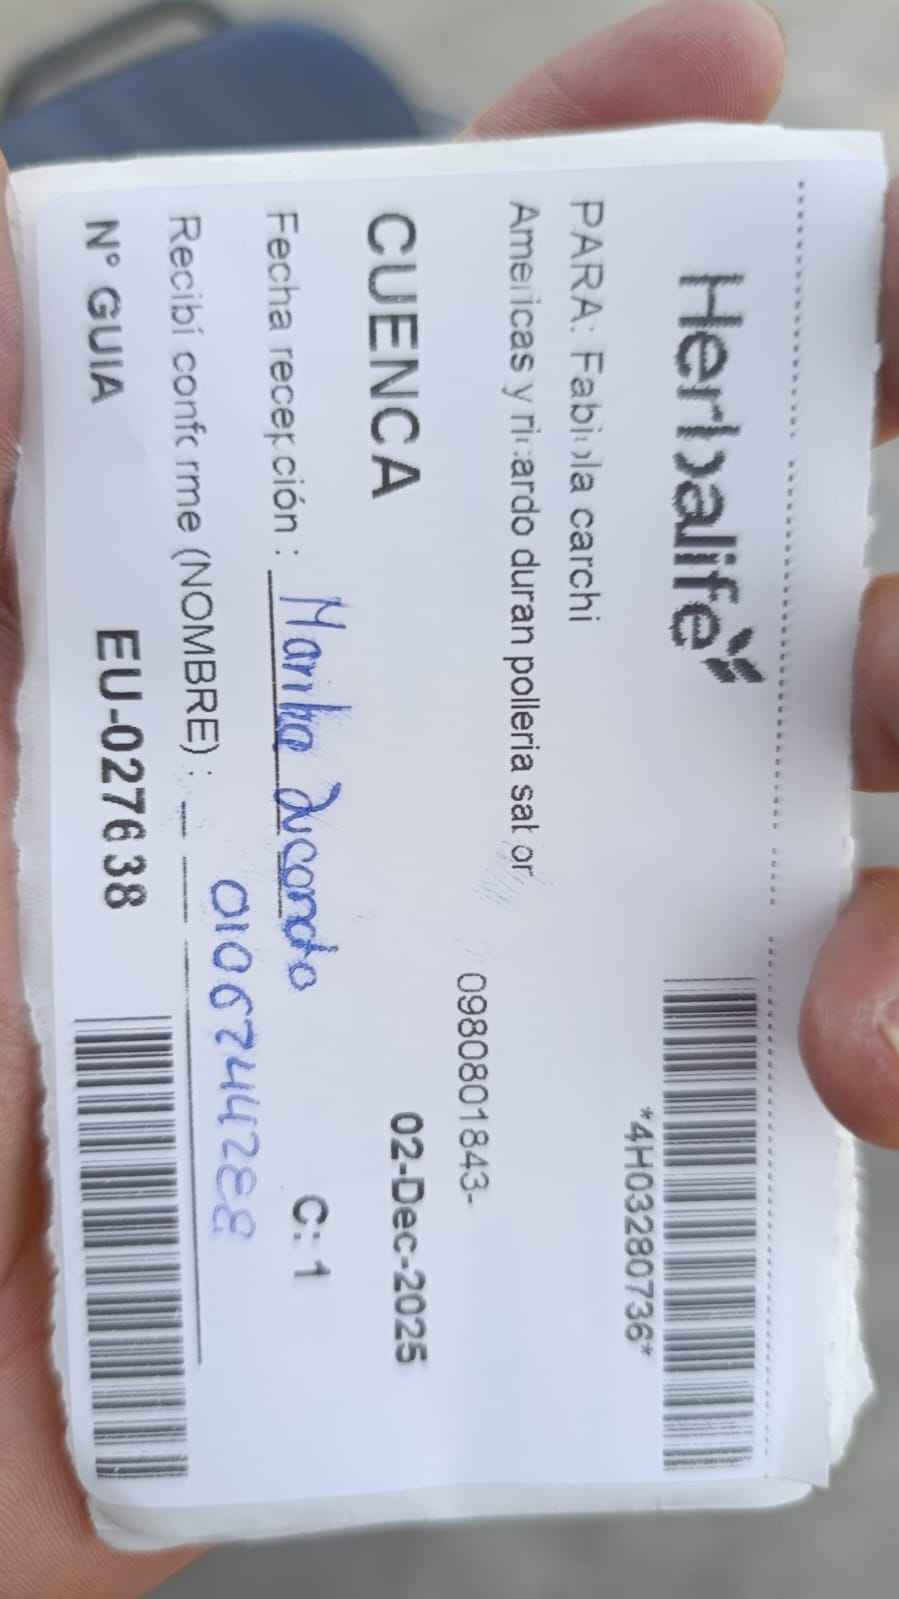 Herbalife
*4H03280736*
PARA: Fabiola carchi
Americas y ricardo duran polleria sabor
0980801843-
CUENCA
02-Dec-2025
Fecha recepción : C: 1
Recibí conforme (NOMBRE) : 0106744288
N° GUIA EU-027638